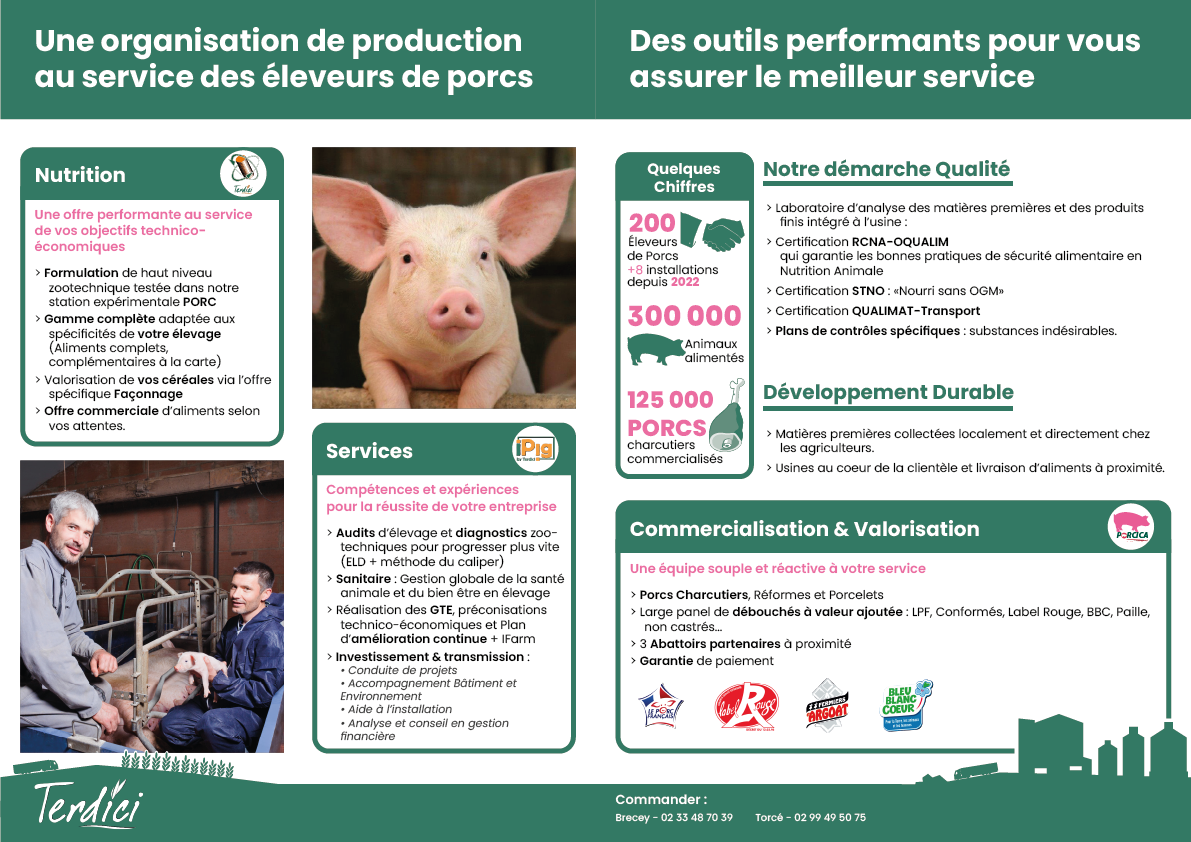 Une organisation de production
au service des éleveurs de porcs
Nutrition
Terdici
Une offre performante au service
de vos objectifs technico-
économiques
› Formulation de haut niveau
zootechnique testée dans notre
station expérimentale PORC
› Gamme complète adaptée aux
spécificités de votre élevage
(Aliments complets,
complémentaires à la carte)
› Valorisation de vos céréales via l’offre
spécifique Façonnage
› Offre commerciale d’aliments selon
vos attentes.
Services
iPig
by Terdici
Compétences et expériences
pour la réussite de votre entreprise
› Audits d’élevage et diagnostics zoo-
techniques pour progresser plus vite
(ELD + méthode du caliper)
› Sanitaire : Gestion globale de la santé
animale et du bien être en élevage
› Réalisation des GTE, préconisations
technico-économiques et Plan
d’amélioration continue + IFarm
› Investissement & transmission :
• Conduite de projets
• Accompagnement Bâtiment et
Environnement
• Aide à l’installation
• Analyse et conseil en gestion
financière
Terdici
Des outils performants pour vous
assurer le meilleur service
Quelques
Chiffres
200
Éleveurs
de Porcs
+8 installations
depuis 2022
300 000
Animaux
alimentés
125 000
PORCS
charcutiers
commercialisés
Notre démarche Qualité
› Laboratoire d’analyse des matières premières et des produits
finis intégré à l’usine :
› Certification RCNA-OQUALIM
qui garantie les bonnes pratiques de sécurité alimentaire en
Nutrition Animale
› Certification STNO : «Nourri sans OGM»
› Certification QUALIMAT-Transport
› Plans de contrôles spécifiques : substances indésirables.
Développement Durable
› Matières premières collectées localement et directement chez
les agriculteurs.
› Usines au coeur de la clientèle et livraison d’aliments à proximité.
Commercialisation & Valorisation
PORCICA
Une équipe souple et réactive à votre service
› Porcs Charcutiers, Réformes et Porcelets
› Large panel de débouchés à valeur ajoutée : LPF, Conformés, Label Rouge, BBC, Paille,
non castrés…
› 3 Abattoirs partenaires à proximité
› Garantie de paiement
LE PORC
FRANÇAIS
label Rouge
FERMIERS
D'ARGOAT
BLEU
BLANC
COEUR
Commander :
Brecey - 02 33 48 70 39 Torcé - 02 99 49 50 75